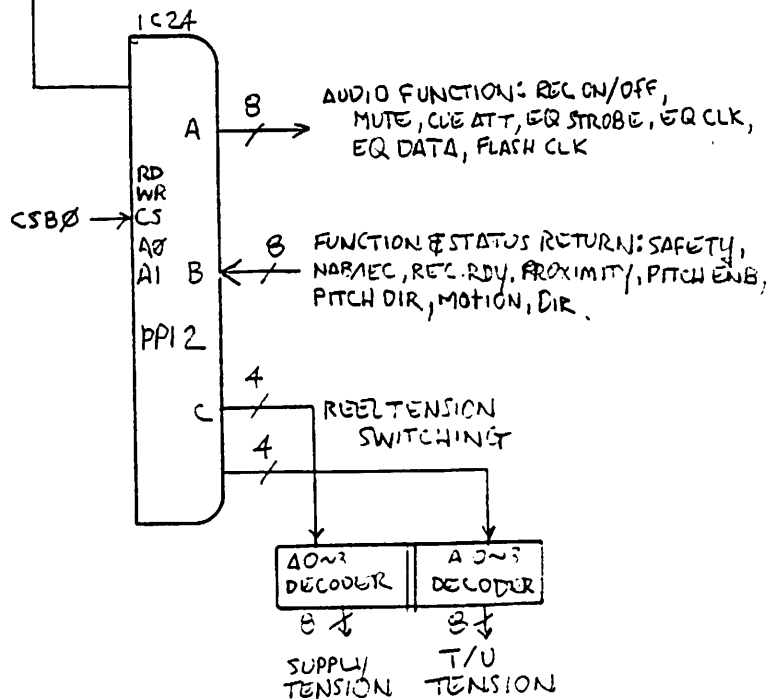 IC24
A
8
AUDIO FUNCTION: REC ON/OFF,
MUTE, CUE ATT, EQ STROBE, EQ CLK,
EQ DATA, FLASH CLK
RD
WR
CSBØ
CS
AØ
A1
B
8
FUNCTION & STATUS RETURN: SAFETY,
NAB/IEC, REC. RDY, PROXIMITY, PITCH ENB,
PITCH DIR, MOTION, DIR.
PPI 2
C
4
REEL TENSION
SWITCHING
4
A0~3
DECODER
A 0~3
DECODER
8
8
SUPPLY
TENSION
T/U
TENSION